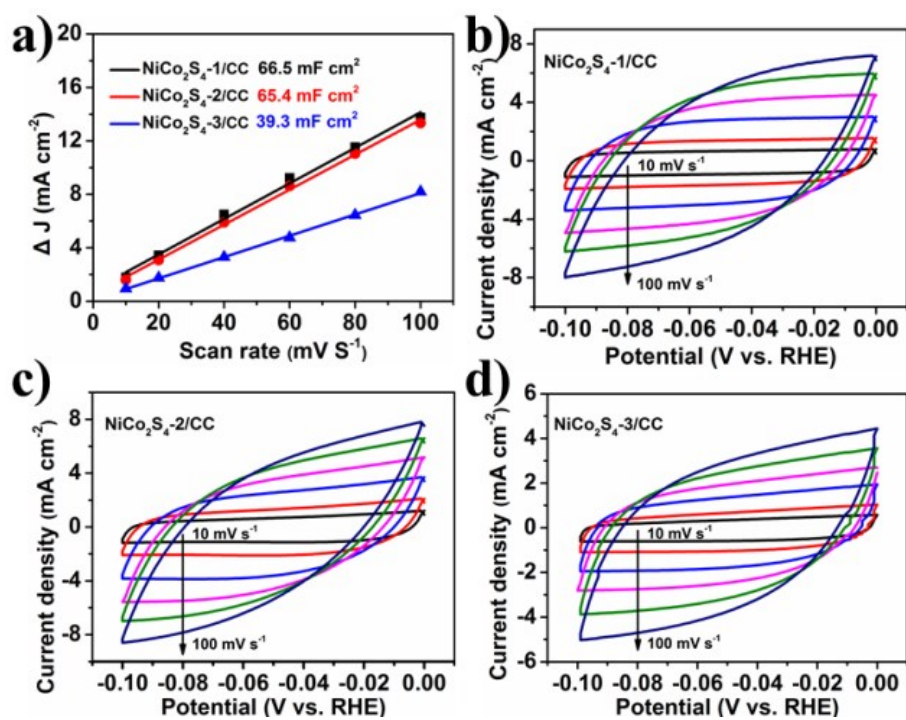 a)
20
16
12
8
4
0
NiCo₂S₄-1/CC 66.5 mF cm²
NiCo₂S₄-2/CC 65.4 mF cm²
NiCo₂S₄-3/CC 39.3 mF cm²
Δ J (mA cm⁻²)
0 20 40 60 80 100
Scan rate (mV S⁻¹)
b)
8
4
0
-4
-8
NiCo₂S₄-1/CC
10 mV s⁻¹
100 mV s⁻¹
Current density (mA cm⁻²)
-0.10 -0.08 -0.06 -0.04 -0.02 0.00
Potential (V vs. RHE)
c)
8
4
0
-4
-8
NiCo₂S₄-2/CC
10 mV s⁻¹
100 mV s⁻¹
Current density (mA cm⁻²)
-0.10 -0.08 -0.06 -0.04 -0.02 0.00
Potential (V vs. RHE)
d)
6
4
2
0
-2
-4
-6
NiCo₂S₄-3/CC
10 mV s⁻¹
100 mV s⁻¹
Current density (mA cm⁻²)
-0.10 -0.08 -0.06 -0.04 -0.02 0.00
Potential (V vs. RHE)